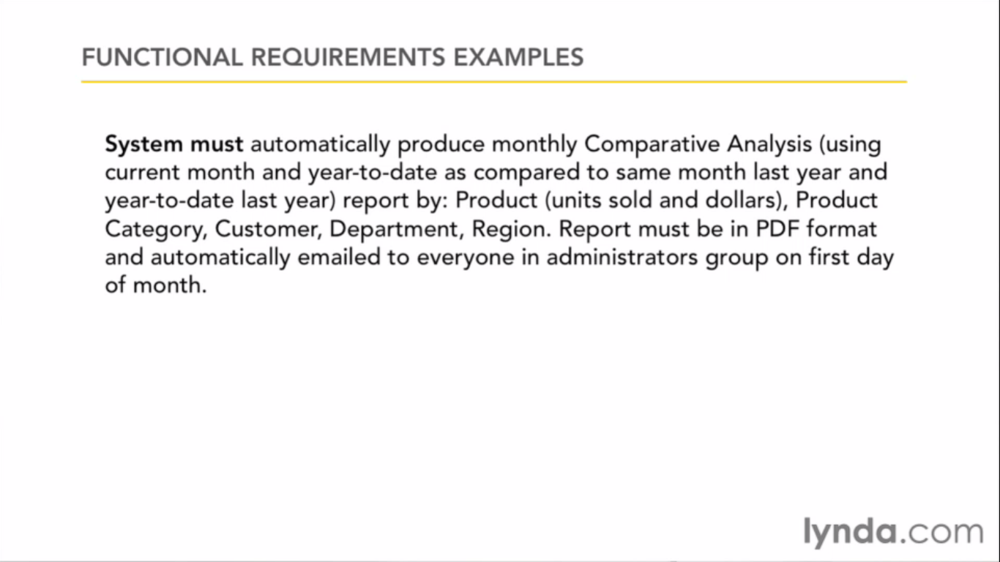 FUNCTIONAL REQUIREMENTS EXAMPLES
System must automatically produce monthly Comparative Analysis (using
current month and year-to-date as compared to same month last year and
year-to-date last year) report by: Product (units sold and dollars), Product
Category, Customer, Department, Region. Report must be in PDF format
and automatically emailed to everyone in administrators group on first day
of month.
lynda.com